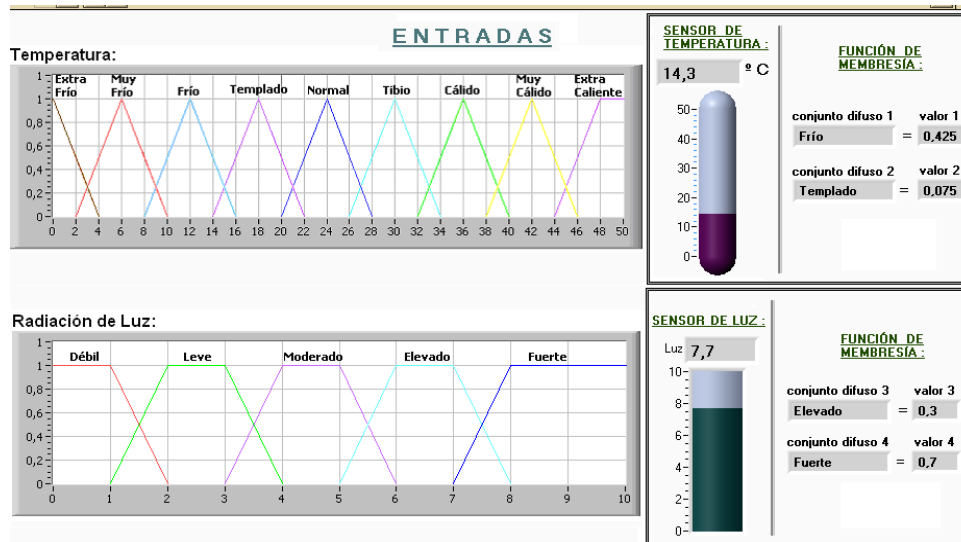 ENTRADAS
Temperatura:
Extra Frío
Muy Frío
Frío
Templado
Normal
Tibio
Cálido
Muy Cálido
Extra Caliente
1
1
0,8
0,6
0,4
0,2
0
0 2 4 6 8 10 12 14 16 18 20 22 24 26 28 30 32 34 36 38 40 42 44 46 48 50
SENSOR DE
TEMPERATURA :
14,3 º C
50
40
30
20
10
0
FUNCIÓN DE
MEMBRESÍA :
conjunto difuso 1 valor 1
Frío = 0,425
conjunto difuso 2 valor 2
Templado = 0,075
Radiación de Luz:
Débil Leve Moderado Elevado Fuerte
1
1
0,8
0,6
0,4
0,2
0
0 1 2 3 4 5 6 7 8 9 10
SENSOR DE LUZ :
Luz 7,7
10
8
6
4
2
0
FUNCIÓN DE
MEMBRESÍA :
conjunto difuso 3 valor 3
Elevado = 0,3
conjunto difuso 4 valor 4
Fuerte = 0,7